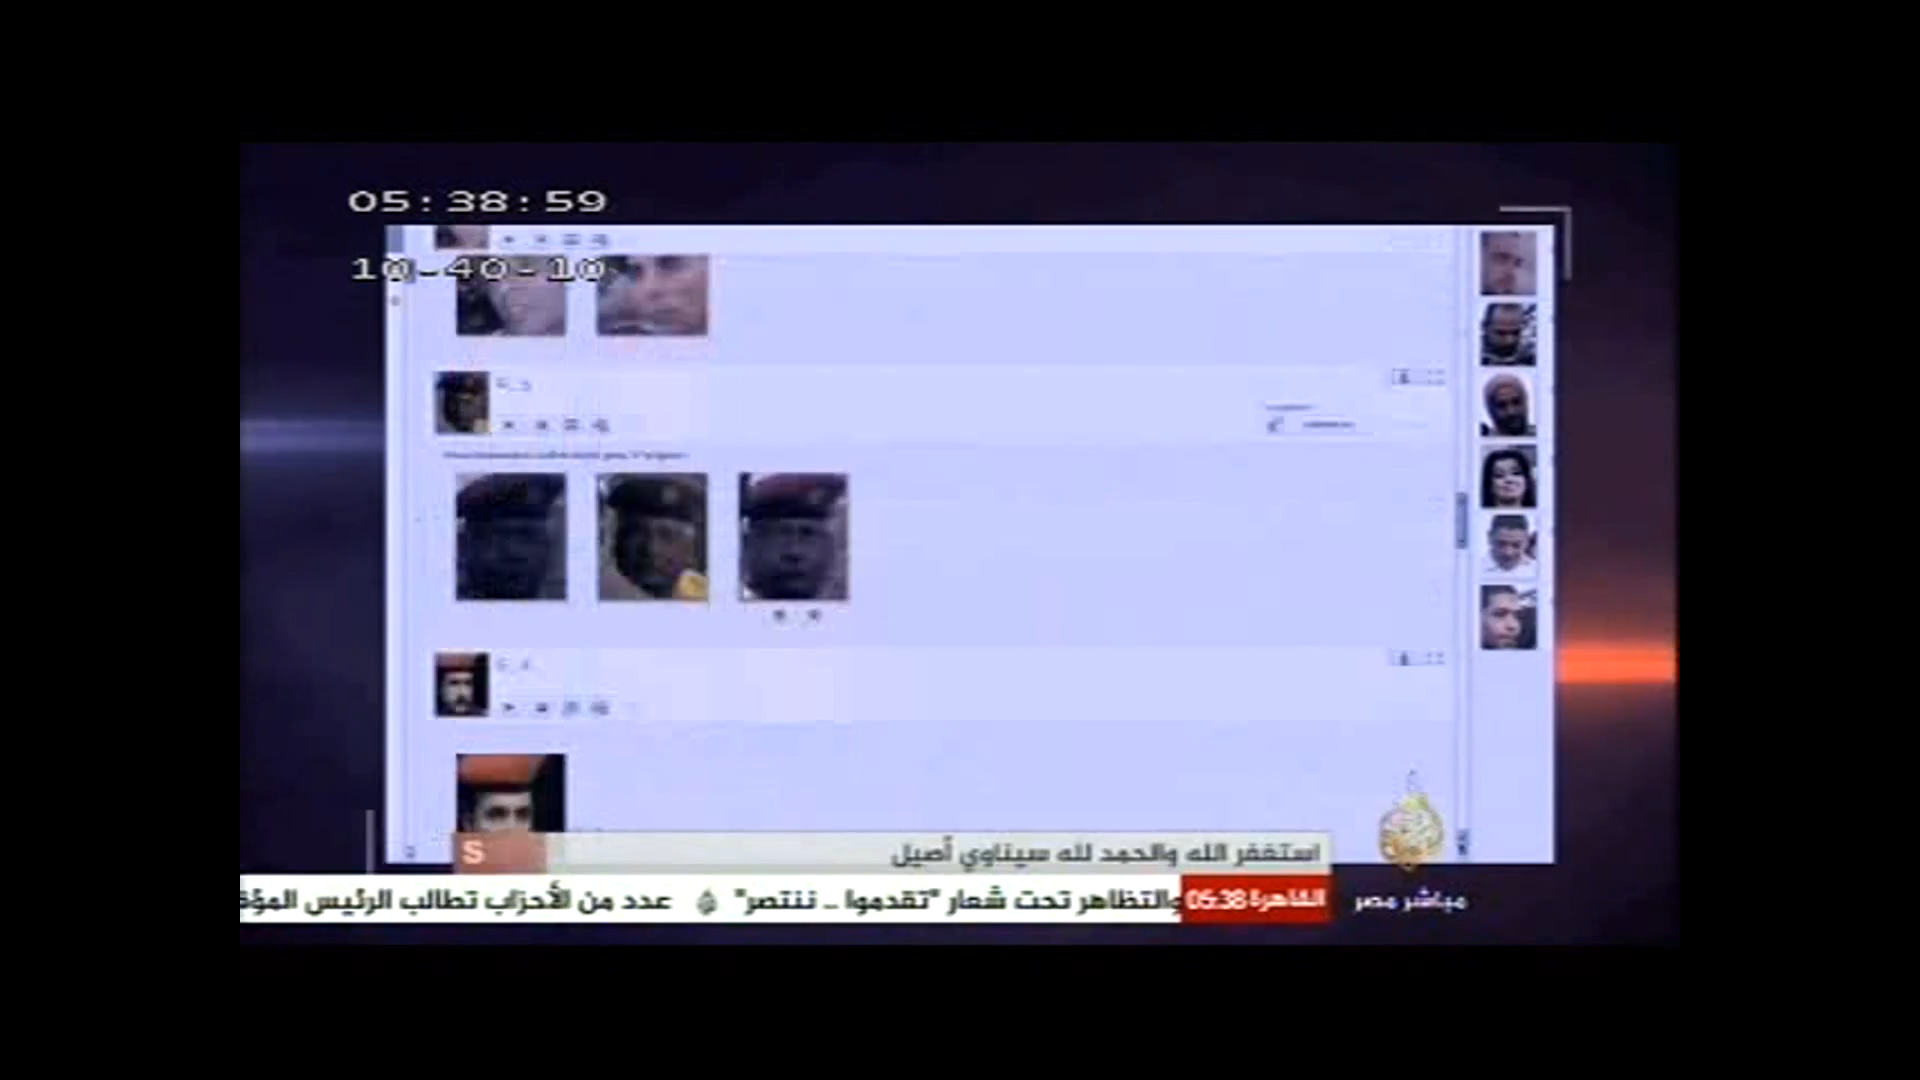 05:38:59
10-40-10
S
استغفر الله والحمد لله سيناوي أصيل
القاهرة 05:38
والتظاهر تحت شعار "تقدموا .. ننتصر"
عدد من الأحزاب تطالب الرئيس
مباشر مصر